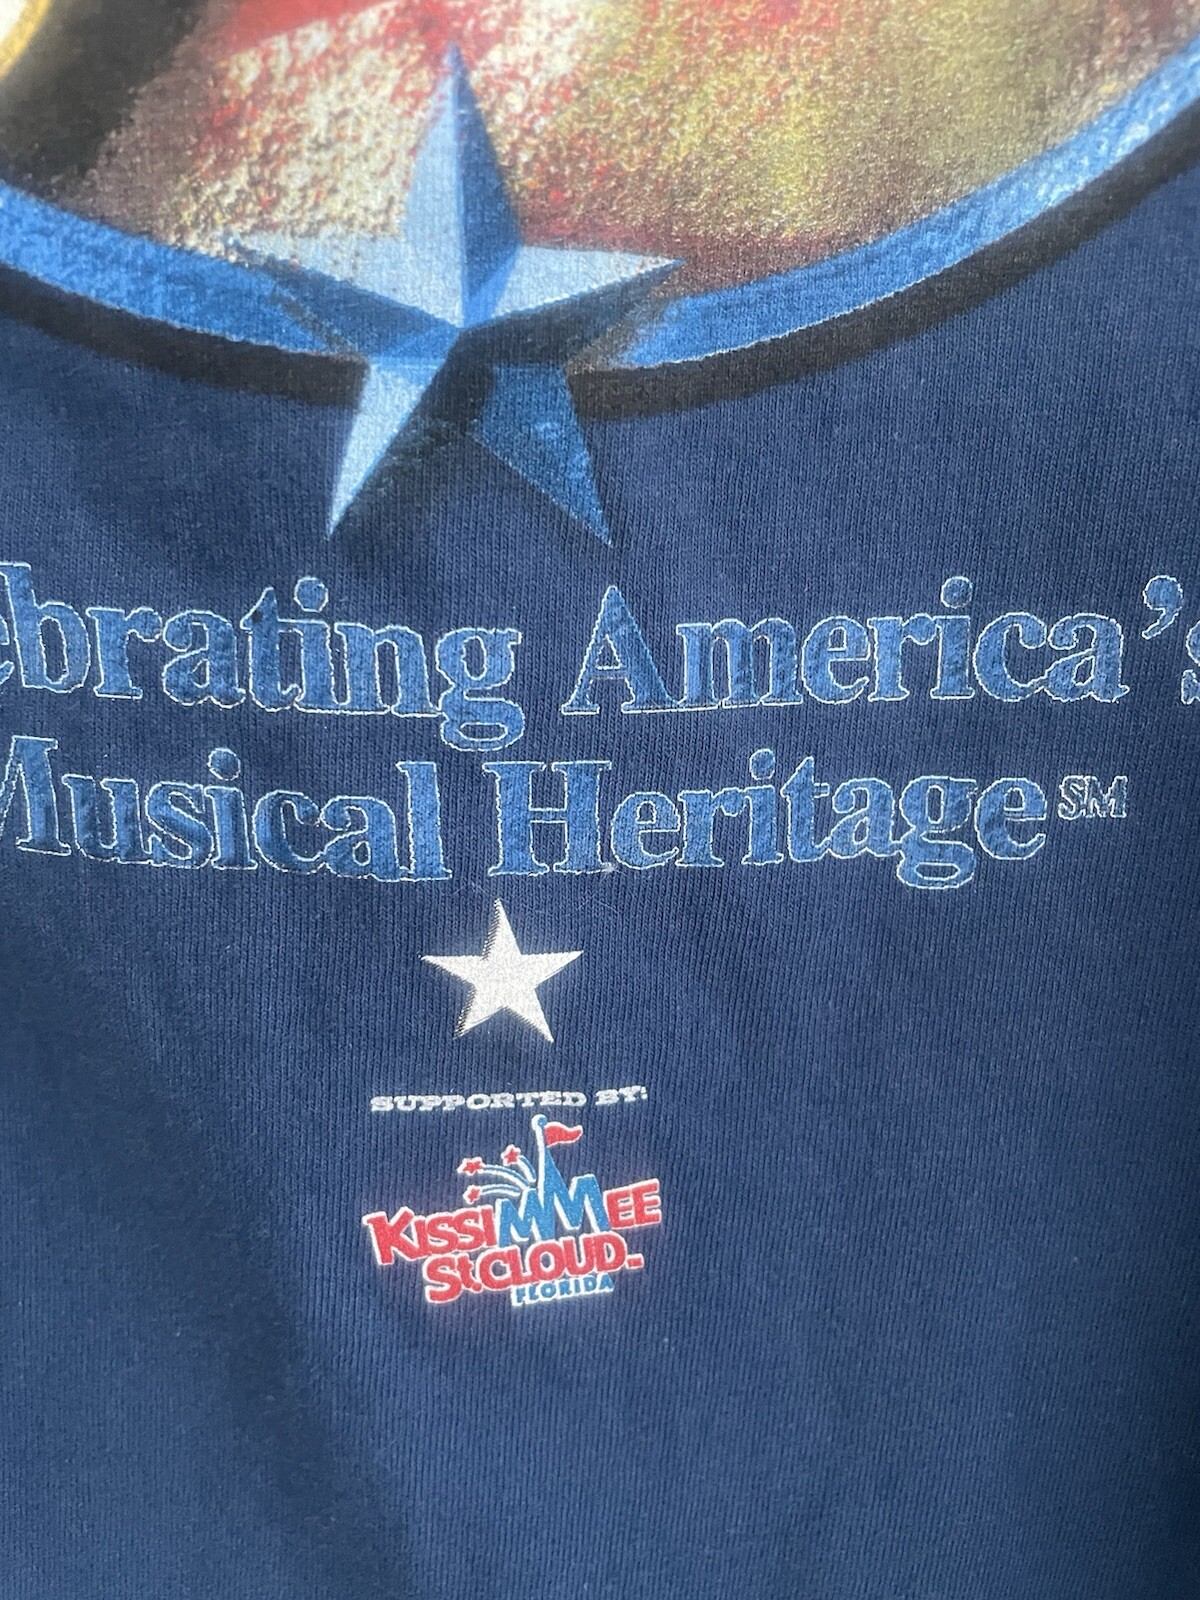 ebrating America's
Musical Heritage SM
SUPPORTED BY:
KISSIMMEE
ST. CLOUD
FLORIDA